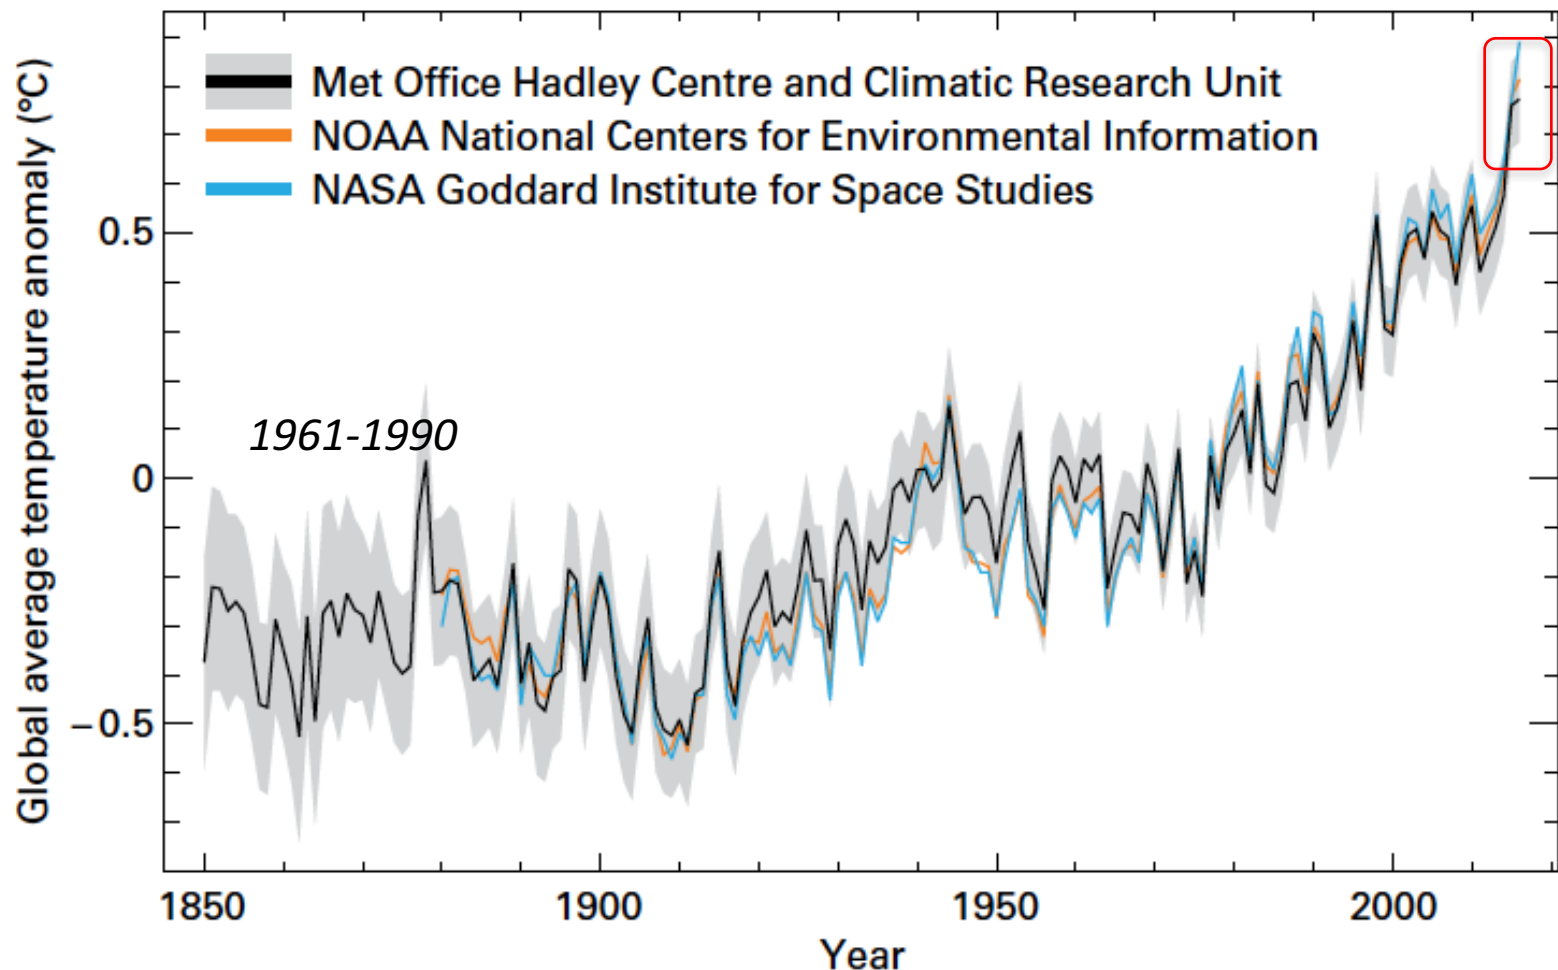 Met Office Hadley Centre and Climatic Research Unit
NOAA National Centers for Environmental Information
NASA Goddard Institute for Space Studies
Global average temperature anomaly (°C)
0.5
1961-1990
0
−0.5
1850 1900 1950 2000
Year